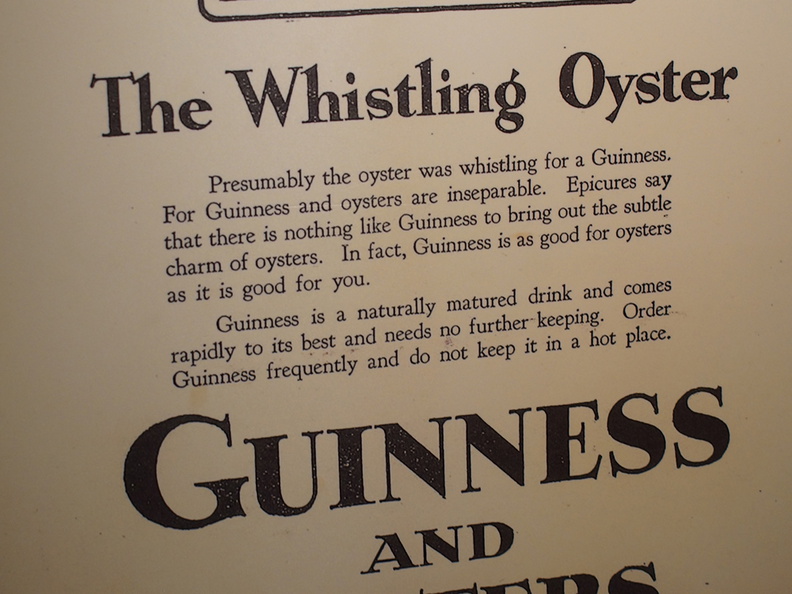 The Whistling Oyster
Presumably the oyster was whistling for a Guinness.
For Guinness and oysters are inseparable. Epicures say
that there is nothing like Guinness to bring out the subtle
charm of oysters. In fact, Guinness is as good for oysters
as it is good for you.
Guinness is a naturally matured drink and comes
rapidly to its best and needs no further keeping. Order
Guinness frequently and do not keep it in a hot place.
GUINNESS
AND